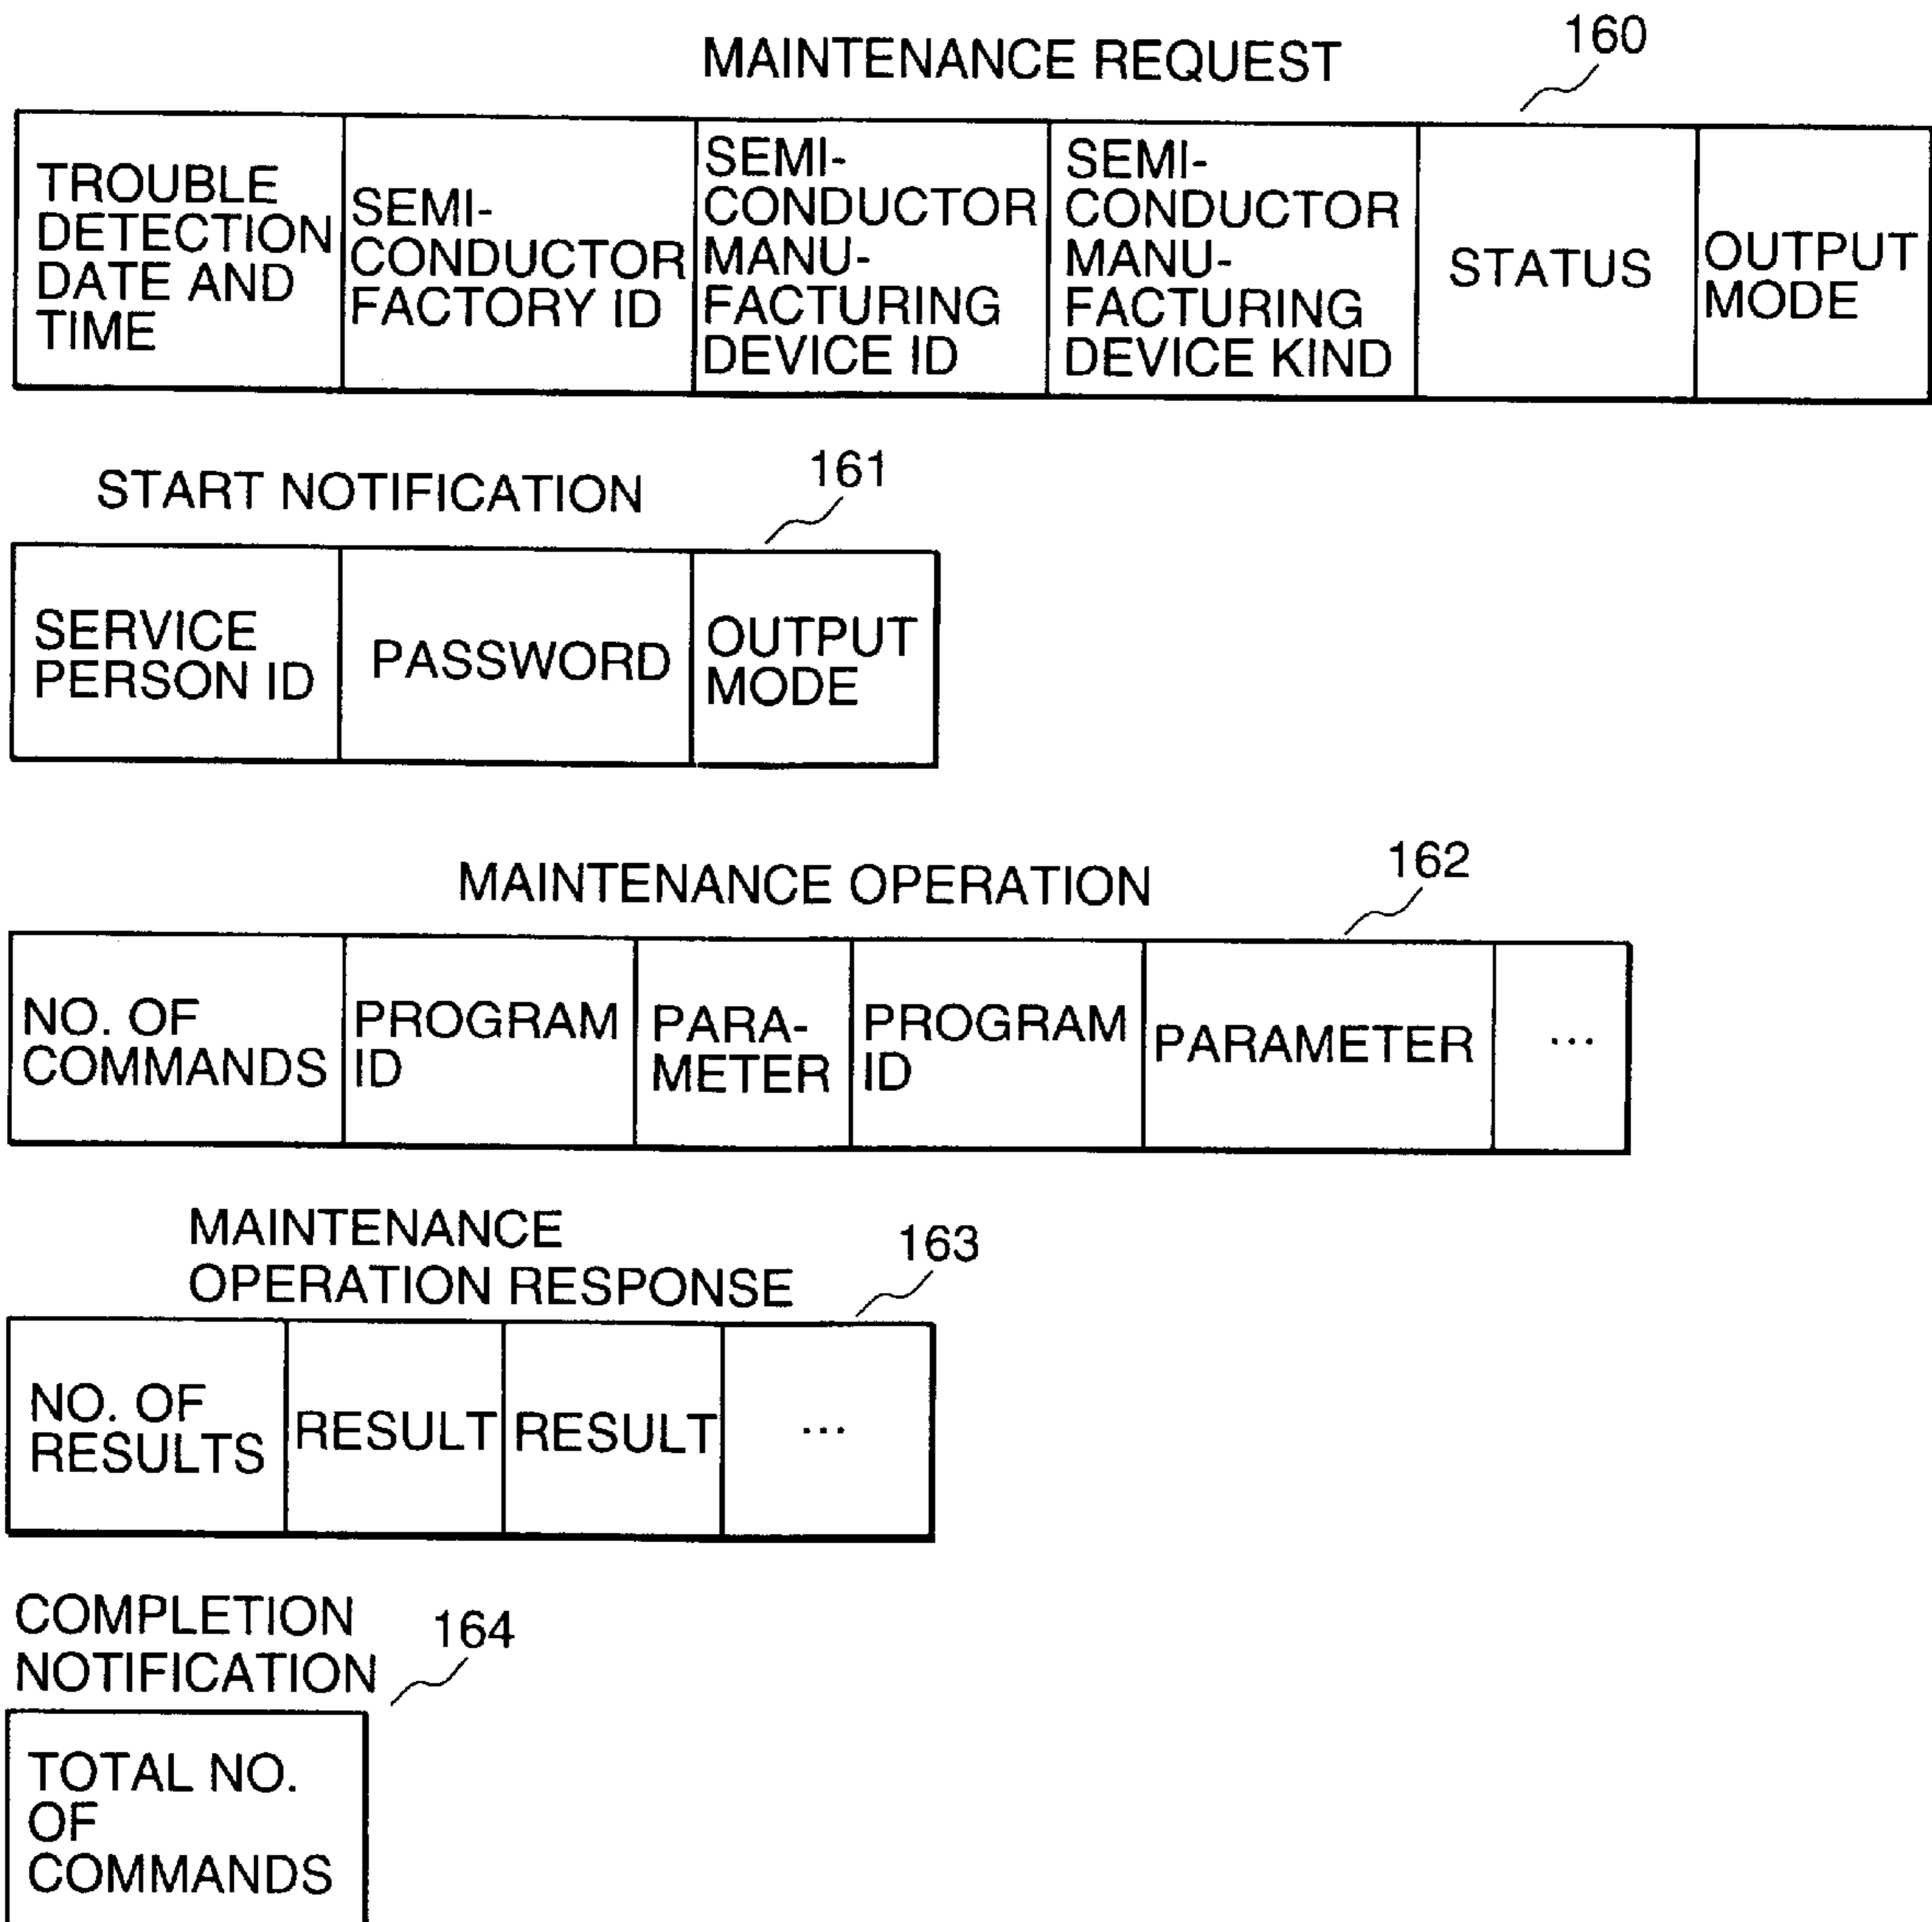 MAINTENANCE REQUEST
160
TROUBLE
DETECTION
DATE AND
TIME
SEMI-
CONDUCTOR
FACTORY ID
SEMI-
CONDUCTOR
MANU-
FACTURING
DEVICE ID
SEMI-
CONDUCTOR
MANU-
FACTURING
DEVICE KIND
STATUS
OUTPUT
MODE
START NOTIFICATION
161
SERVICE
PERSON ID
PASSWORD
OUTPUT
MODE
MAINTENANCE OPERATION
162
NO. OF
COMMANDS
PROGRAM
ID
PARA-
METER
PROGRAM
ID
PARAMETER
...
MAINTENANCE
OPERATION RESPONSE
163
NO. OF
RESULTS
RESULT
RESULT
...
COMPLETION
NOTIFICATION
164
TOTAL NO.
OF
COMMANDS